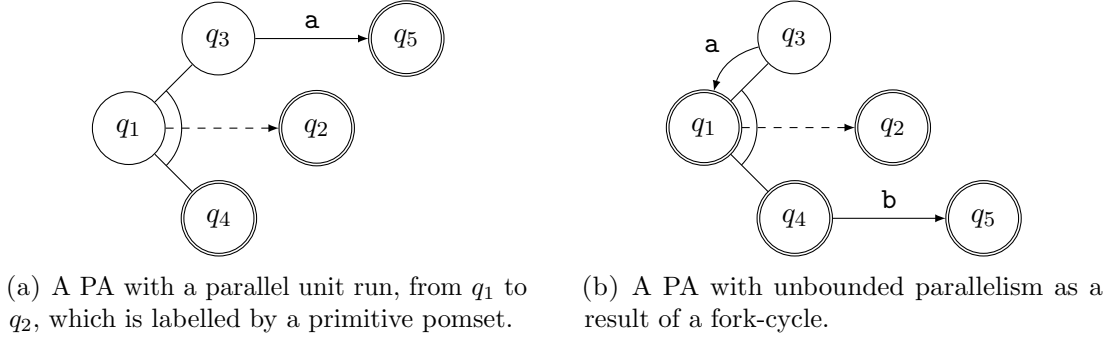 q3 a q5
q1 q2
q4
a q3
q1 q2
q4 b q5
(a) A PA with a parallel unit run, from q1 to
q2, which is labelled by a primitive pomset.
(b) A PA with unbounded parallelism as a
result of a fork-cycle.